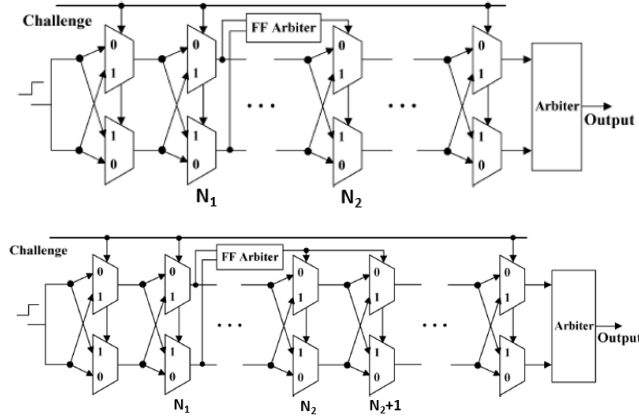 Challenge
FF Arbiter
0 0 0 0
1 1 1 1
Arbiter
Output
1 1 1 1
0 0 0 0
N₁ N₂
Challenge
FF Arbiter
0 0 0 0 0
1 1 1 1 1
Arbiter
Output
1 1 1 1 1
0 0 0 0 0
N₁ N₂ N₂+1